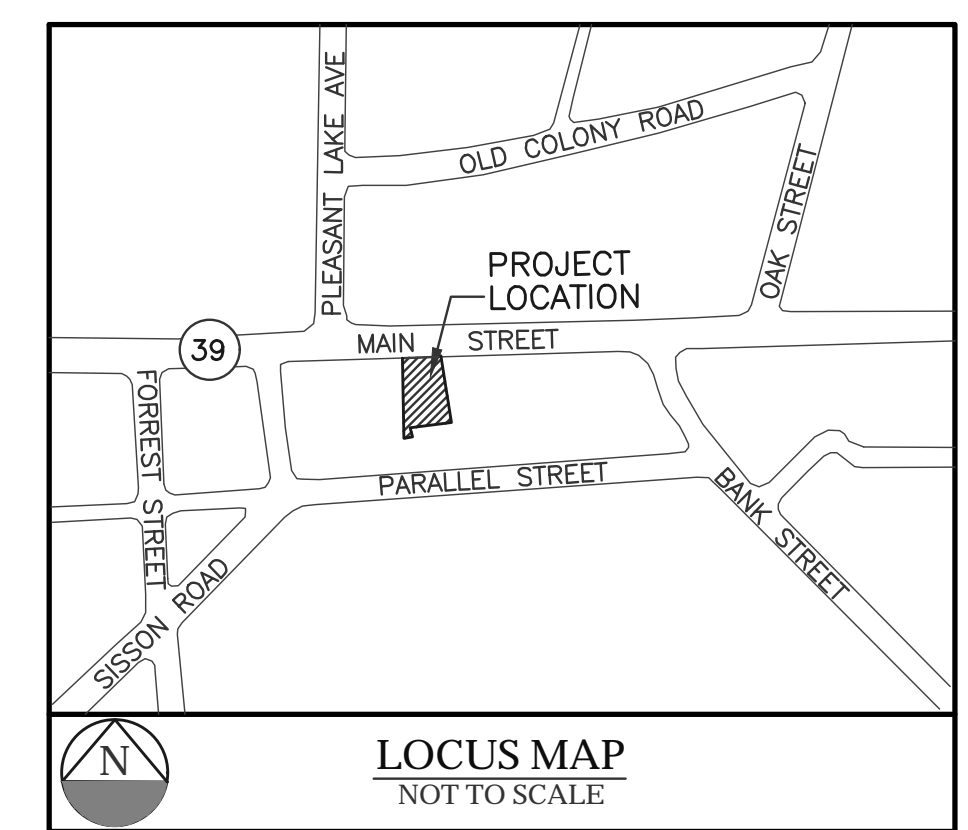 PLEASANT LAKE AVE
OLD COLONY ROAD
OAK STREET
PROJECT
LOCATION
MAIN STREET
39
FORREST STREET
PARALLEL STREET
BANK STREET
SISSON ROAD
N
LOCUS MAP
NOT TO SCALE